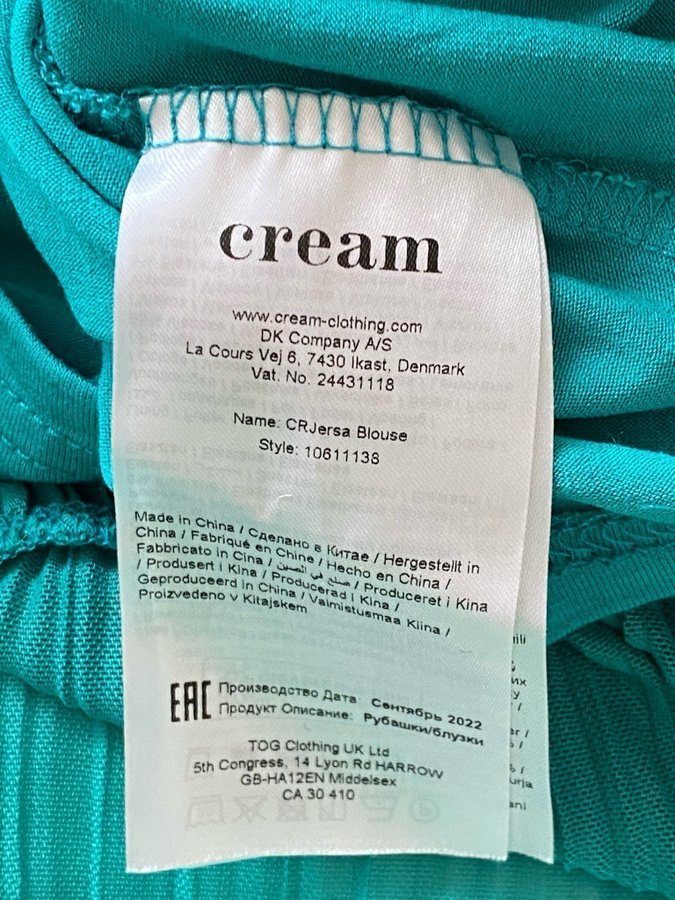 cream
www.cream-clothing.com
DK Company A/S
La Cours Vej 6, 7430 Ikast, Denmark
Vat. No. 24431118
Name: CRJersa Blouse
Style: 10611138
Made in China / Сделано в Китае / Hergestellt in
China / Fabriqué en Chine / Hecho en China /
Fabbricato in Cina / صنع في الصين / Produceret i Kina
/ Produsert i Kina / Producerad i Kina /
Geproduceerd in China / Valmistusmaa Kiina /
Proizvedeno v Kitajskem
EAC Производство Дата: Сентябрь 2022
Продукт Описание: Рубашки/блузки
TOG Clothing UK Ltd
5th Congress, 14 Lyon Rd HARROW
GB-HA12EN Middelsex
CA 30 410